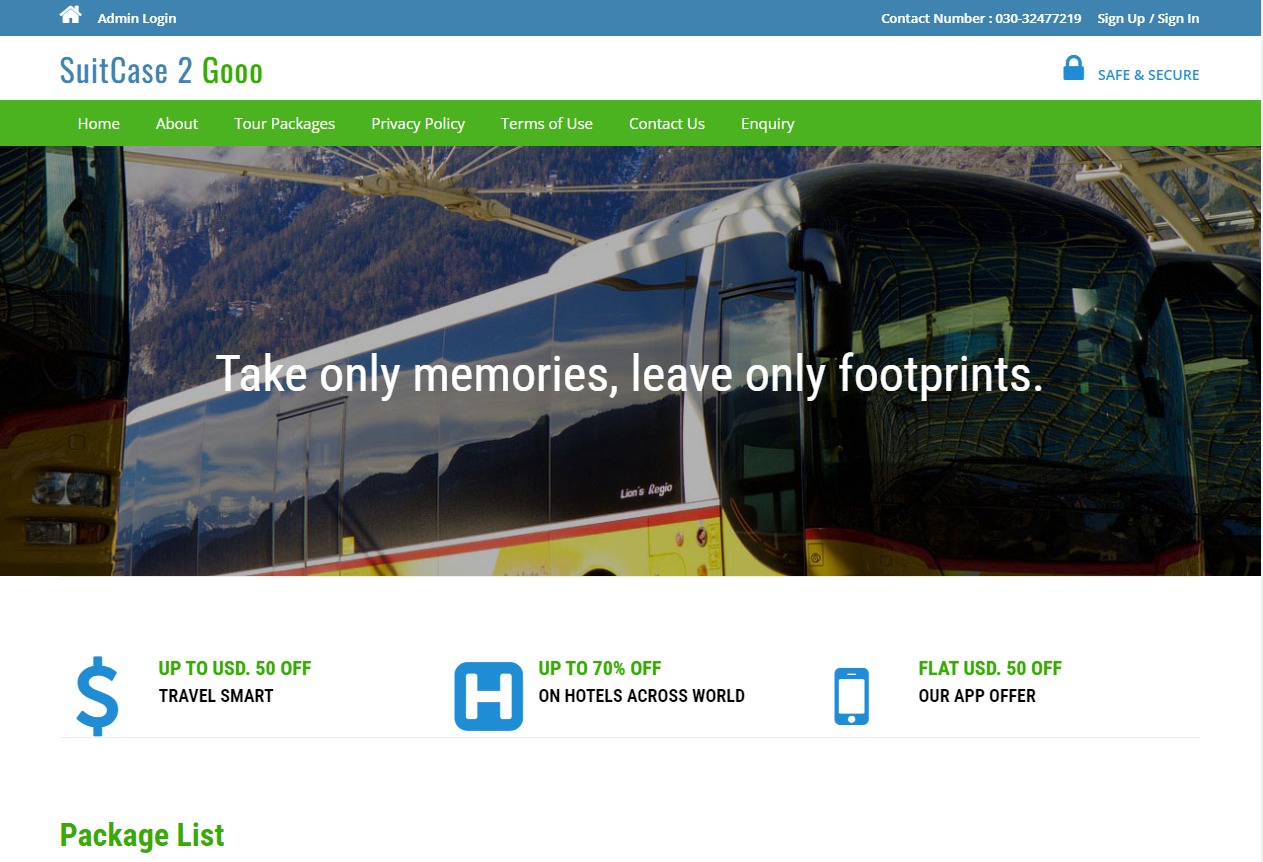 Admin Login
Contact Number : 030-32477219
Sign Up / Sign In
SuitCase 2 Gooo
SAFE & SECURE
Home
About
Tour Packages
Privacy Policy
Terms of Use
Contact Us
Enquiry
Take only memories, leave only footprints.
Lion's Regio
UP TO USD. 50 OFF
TRAVEL SMART
H
UP TO 70% OFF
ON HOTELS ACROSS WORLD
FLAT USD. 50 OFF
OUR APP OFFER
Package List